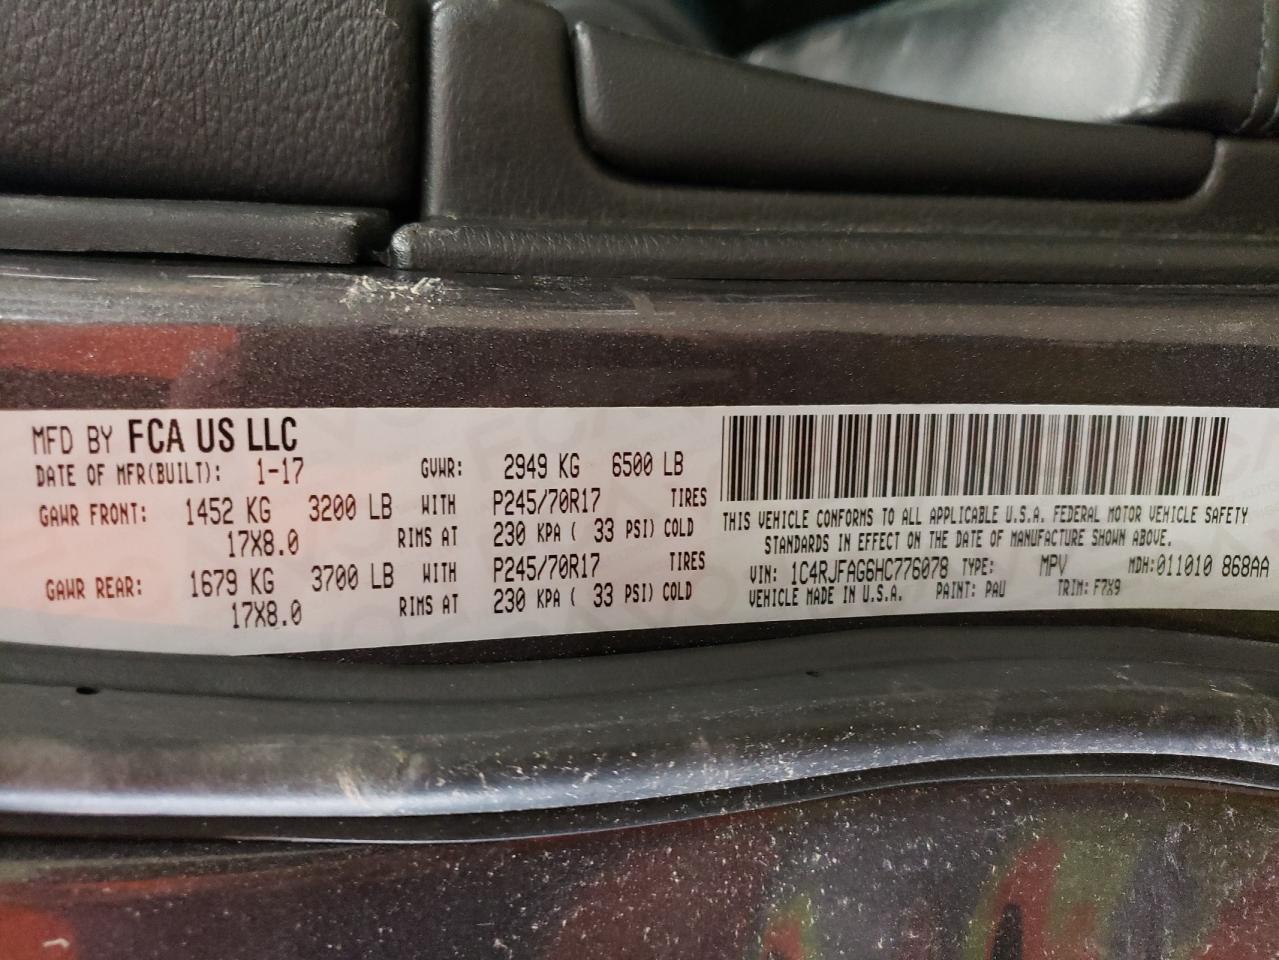 MFD BY FCA US LLC
DATE OF MFR(BUILT): 1-17 GVWR: 2949 KG 6500 LB
GAWR FRONT: 1452 KG 3200 LB WITH P245/70R17 TIRES
17X8.0 RIMS AT 230 KPA ( 33 PSI) COLD
GAWR REAR: 1679 KG 3700 LB WITH P245/70R17 TIRES
17X8.0 RIMS AT 230 KPA ( 33 PSI) COLD
THIS VEHICLE CONFORMS TO ALL APPLICABLE U.S.A. FEDERAL MOTOR VEHICLE SAFETY
STANDARDS IN EFFECT ON THE DATE OF MANUFACTURE SHOWN ABOVE.
VIN: 1C4RJFAG6HC776078 TYPE: MPV MDH:011010 868AA
VEHICLE MADE IN U.S.A. PAINT: PAU TRIM: F7X9